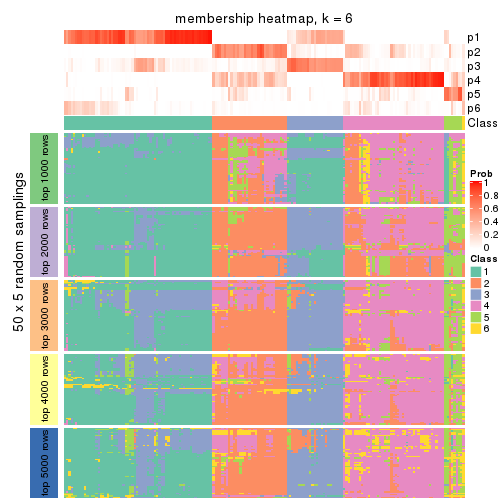 membership heatmap, k = 6
p1
p2
p3
p4
p5
p6
Class
50 x 5 random samplings
top 1000 rows
top 2000 rows
top 3000 rows
top 4000 rows
top 5000 rows
Prob
1
0.8
0.6
0.4
0.2
0
Class
1
2
3
4
5
6